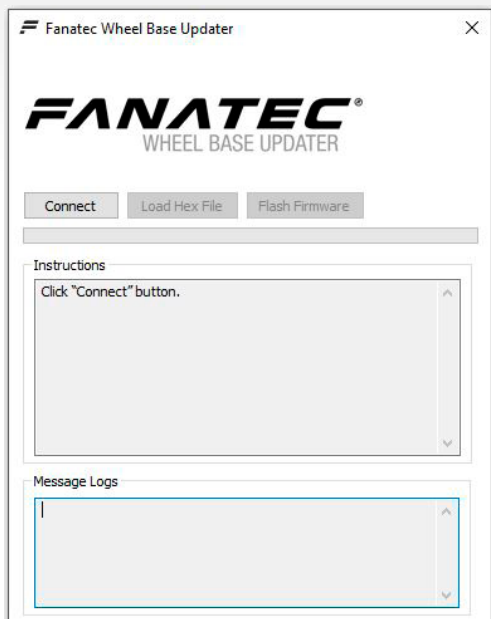 Fanatec Wheel Base Updater
FANATEC®
WHEEL BASE UPDATER
Connect Load Hex File Flash Firmware
Instructions
Click “Connect” button.
Message Logs